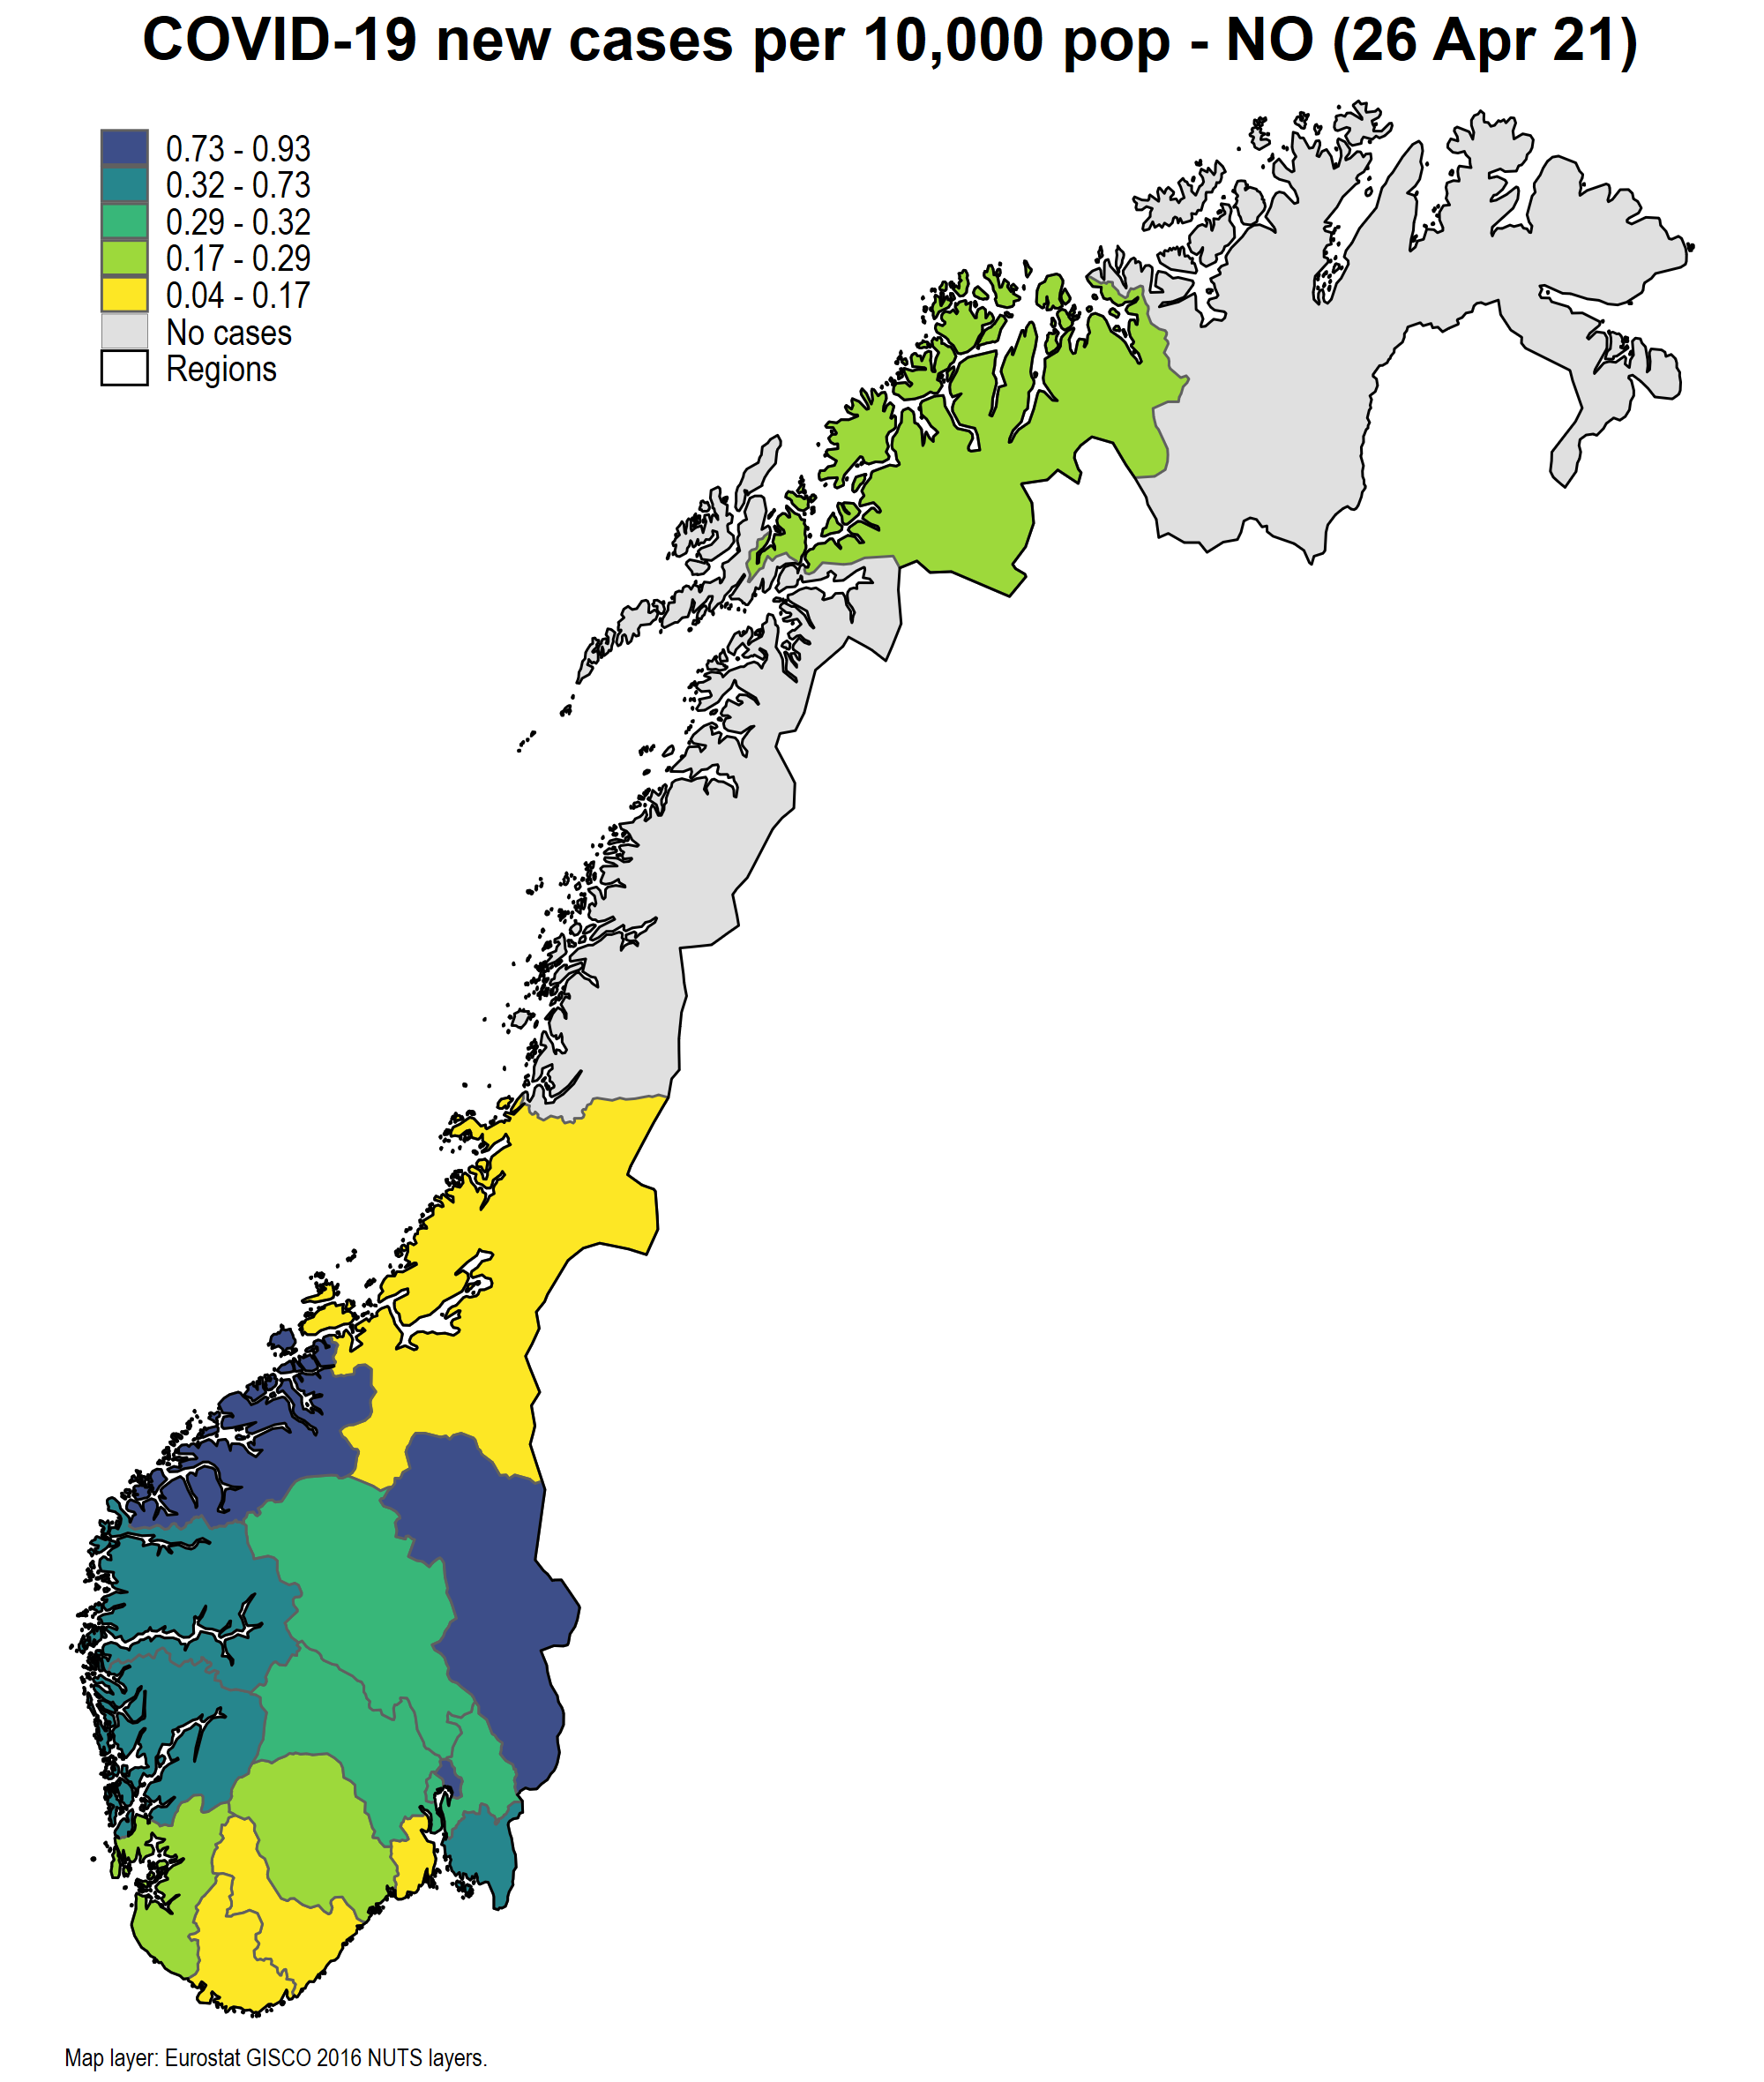 COVID-19 new cases per 10,000 pop - NO (26 Apr 21)
0.73 - 0.93
0.32 - 0.73
0.29 - 0.32
0.17 - 0.29
0.04 - 0.17
No cases
Regions
Map layer: Eurostat GISCO 2016 NUTS layers.